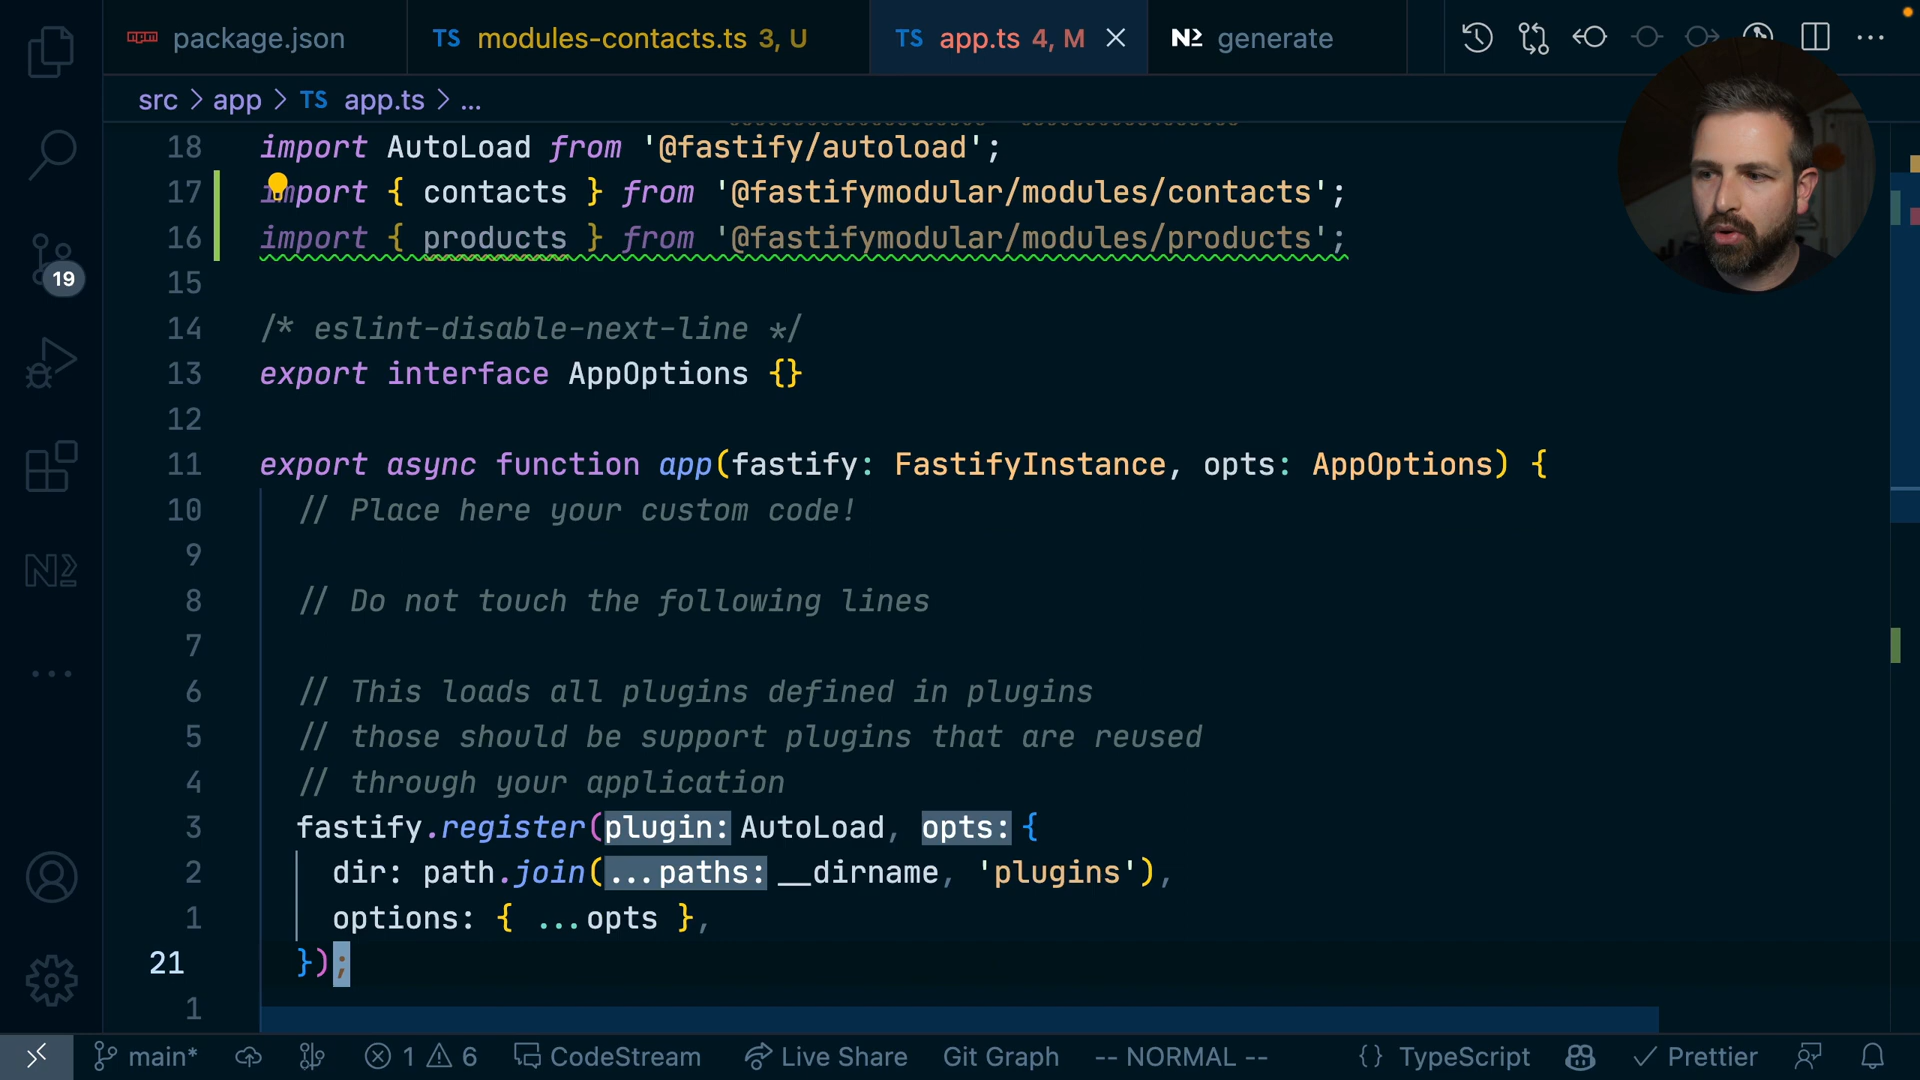 package.json
TS modules-contacts.ts 3, U
TS app.ts 4, M
generate
src > app > TS app.ts > ...
18 import AutoLoad from '@fastify/autoload';
17 import { contacts } from '@fastifymodular/modules/contacts';
16 import { products } from '@fastifymodular/modules/products';
15
14 /* eslint-disable-next-line */
13 export interface AppOptions {}
12
11 export async function app(fastify: FastifyInstance, opts: AppOptions) {
10 // Place here your custom code!
9
8 // Do not touch the following lines
7
6 // This loads all plugins defined in plugins
5 // those should be support plugins that are reused
4 // through your application
3 fastify.register(plugin: AutoLoad, opts: {
2 dir: path.join(...paths: __dirname, 'plugins'),
1 options: { ...opts },
21 });
1
19
main* 1 6 CodeStream Live Share Git Graph -- NORMAL -- {} TypeScript Prettier